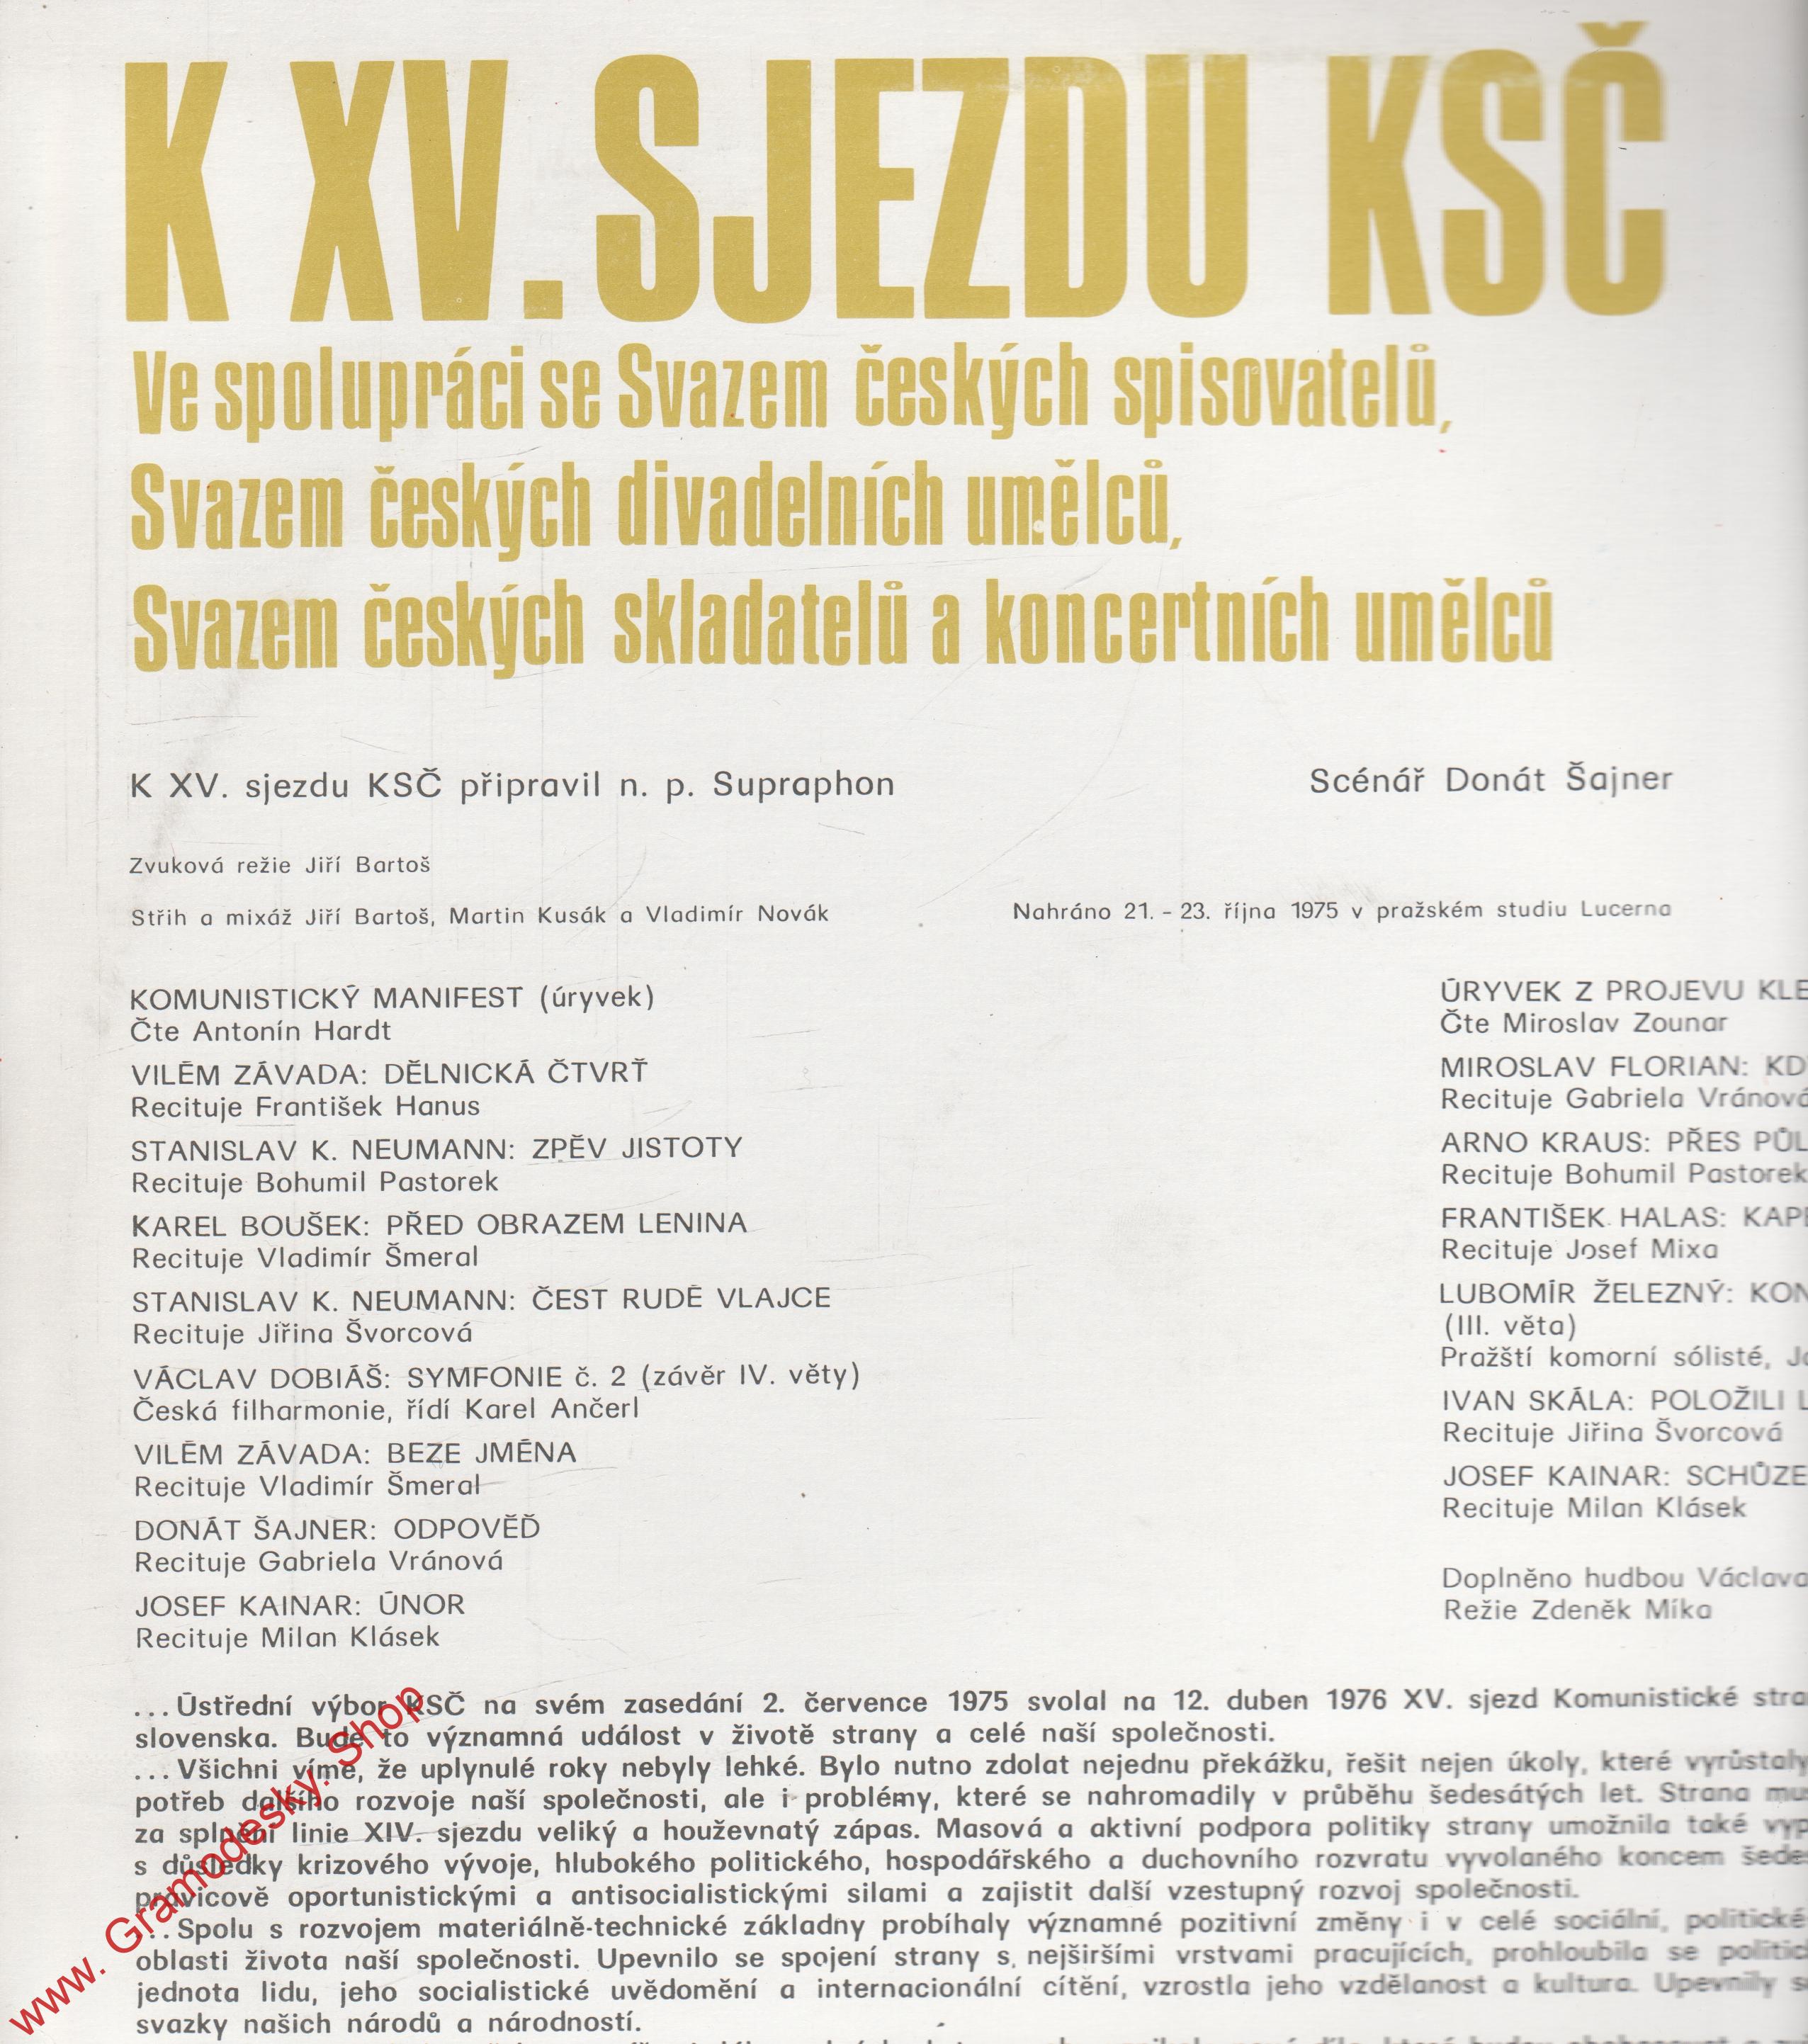 K XV. SJEZDU KSČ
Ve spolupráci se Svazem českých spisovatelů,
Svazem českých divadelních umělců,
Svazem českých skladatelů a koncertních umělců
K XV. sjezdu KSČ připravil n. p. Supraphon
Scénář Donát Šajner
Zvuková režie Jiří Bartoš
Střih a mixáž Jiří Bartoš, Martin Kusák a Vladimír Novák
Nahráno 21. - 23. října 1975 v pražském studiu Lucerna
KOMUNISTICKÝ MANIFEST (úryvek)
Čte Antonín Hardt
VILÉM ZÁVADA: DĚLNICKÁ ČTVRŤ
Recituje František Hanus
STANISLAV K. NEUMANN: ZPĚV JISTOTY
Recituje Bohumil Pastorek
KAREL BOUŠEK: PŘED OBRAZEM LENINA
Recituje Vladimír Šmeral
STANISLAV K. NEUMANN: ČEST RUDÉ VLAJCE
Recituje Jiřina Švorcová
VÁCLAV DOBIÁŠ: SYMFONIE č. 2 (závěr IV. věty)
Česká filharmonie, řídí Karel Ančerl
VILÉM ZÁVADA: BEZE JMÉNA
Recituje Vladimír Šmeral
DONÁT ŠAJNER: ODPOVĚĎ
Recituje Gabriela Vránová
JOSEF KAINAR: ÚNOR
Recituje Milan Klásek
ÚRYVEK Z PROJEVU KLE
Čte Miroslav Zounar
MIROSLAV FLORIAN: KD
Recituje Gabriela Vránová
ARNO KRAUS: PŘES PŮL
Recituje Bohumil Pastorek
FRANTIŠEK HALAS: KAP
Recituje Josef Mixa
LUBOMÍR ŽELEZNÝ: KON
(III. věta)
Pražští komorní sólisté, J
IVAN SKÁLA: POLOŽILI L
Recituje Jiřina Švorcová
JOSEF KAINAR: SCHŮZE
Recituje Milan Klásek
Doplněno hudbou Václava
Režie Zdeněk Míka
...Ústřední výbor KSČ na svém zasedání 2. července 1975 svolal na 12. duben 1976 XV. sjezd Komunistické stra
slovenska. Bude to významná událost v životě strany a celé naší společnosti.
...Všichni víme, že uplynulé roky nebyly lehké. Bylo nutno zdolat nejednu překážku, řešit nejen úkoly, které vyrůstaly
potřeb dalšího rozvoje naší společnosti, ale i problémy, které se nahromadily v průběhu šedesátých let. Strana mus
za splnění linie XIV. sjezdu veliký a houževnatý zápas. Masová a aktivní podpora politiky strany umožnila také vyp
s důsledky krizového vývoje, hlubokého politického, hospodářského a duchovního rozvratu vyvolaného koncem šedes
pravicově oportunistickými a antisocialistickými silami a zajistit další vzestupný rozvoj společnosti.
...Spolu s rozvojem materiálně-technické základny probíhaly významné pozitivní změny i v celé sociální, politické
oblasti života naší společnosti. Upevnilo se spojení strany s nejširšími vrstvami pracujících, prohloubila se politic
jednota lidu, jeho socialistické uvědomění a internacionální cítění, vzrostla jeho vzdělanost a kultura. Upevnily s
svazky našich národů a národností.
www.Gramodesky.Shop